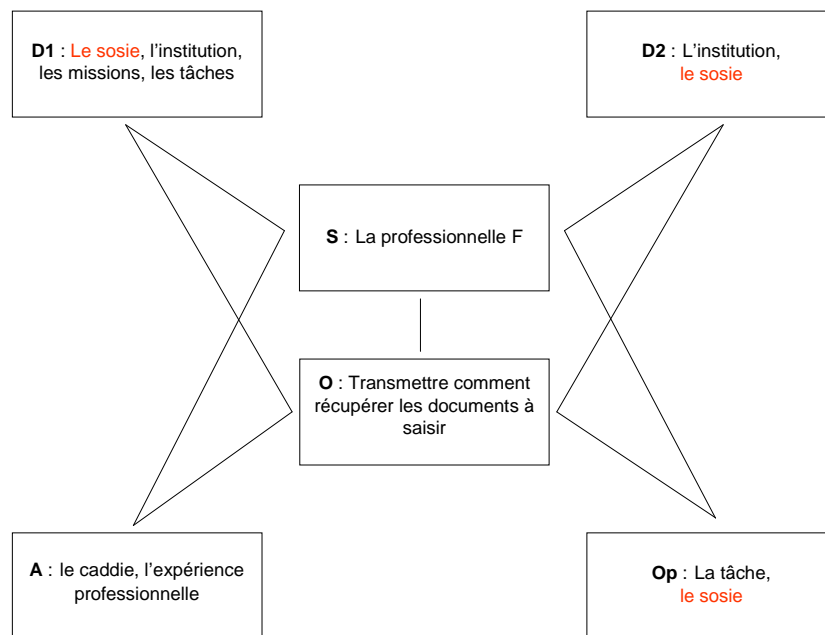 D1 : Le sosie, l’institution,
les missions, les tâches
D2 : L’institution,
le sosie
S : La professionnelle F
O : Transmettre comment
récupérer les documents à
saisir
A : le caddie, l’expérience
professionnelle
Op : La tâche,
le sosie